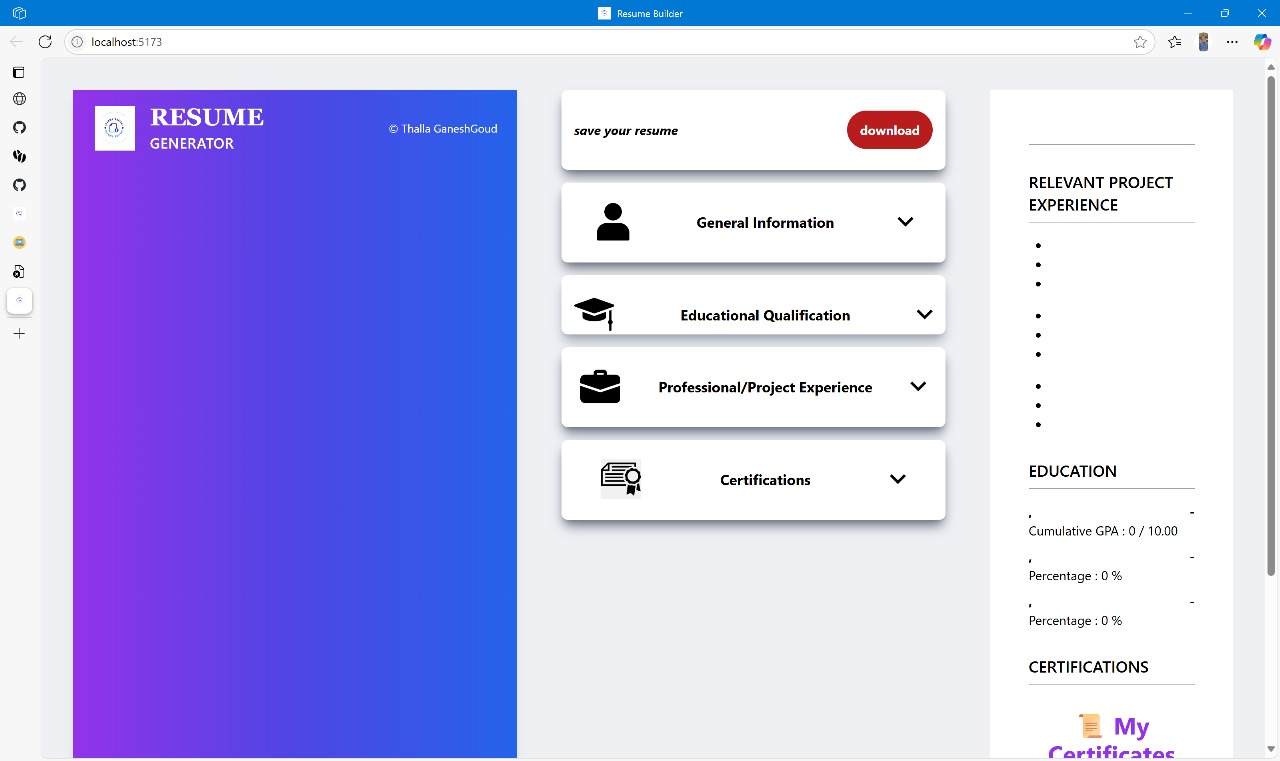 Resume Builder
localhost:5173
RESUME
GENERATOR
© Thalla GaneshGoud
save your resume
download
General Information
Educational Qualification
Professional/Project Experience
Certifications
RELEVANT PROJECT
EXPERIENCE
•
•
•
•
•
•
•
•
•
EDUCATION
, -
Cumulative GPA : 0 / 10.00
, -
Percentage : 0 %
, -
Percentage : 0 %
CERTIFICATIONS
📜 My
Certificates